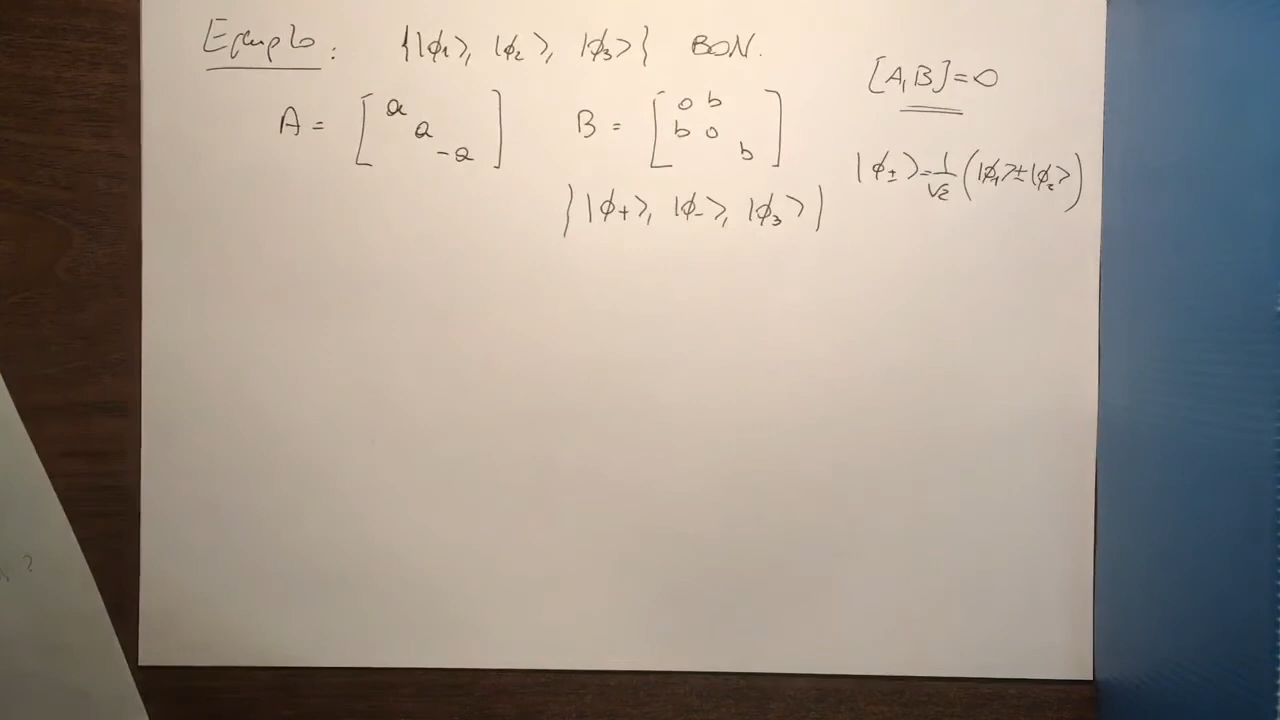 Ejemplo: {|ϕ₁>, |ϕ₂>, |ϕ₃>} BON.
[A,B]=0
A = [a a -a] B = [0 b b 0 b]
|ϕ±> = 1/√2 (|ϕ₁> ± |ϕ₂>)
{|ϕ+>, |ϕ->, |ϕ₃>}
?